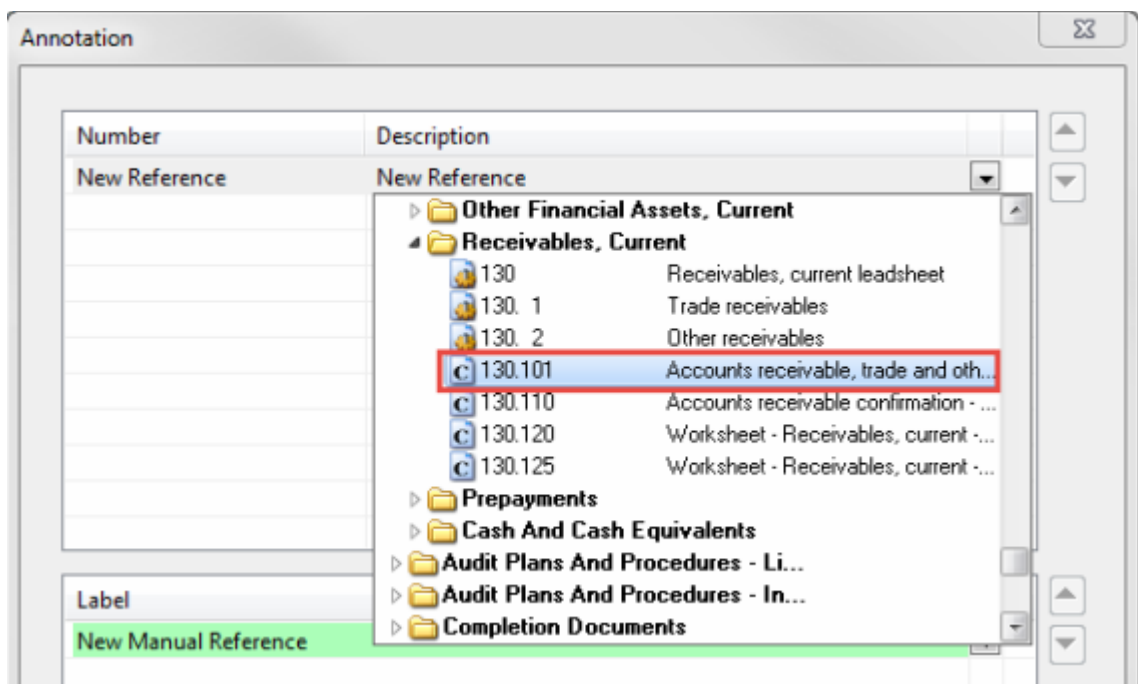 Annotation
Number Description
New Reference New Reference
Other Financial Assets, Current
Receivables, Current
130 Receivables, current leadsheet
130. 1 Trade receivables
130. 2 Other receivables
C 130.101 Accounts receivable, trade and oth...
C 130.110 Accounts receivable confirmation - ...
C 130.120 Worksheet - Receivables, current -...
C 130.125 Worksheet - Receivables, current -...
Prepayments
Cash And Cash Equivalents
Audit Plans And Procedures - Li...
Label
Audit Plans And Procedures - In...
New Manual Reference
Completion Documents